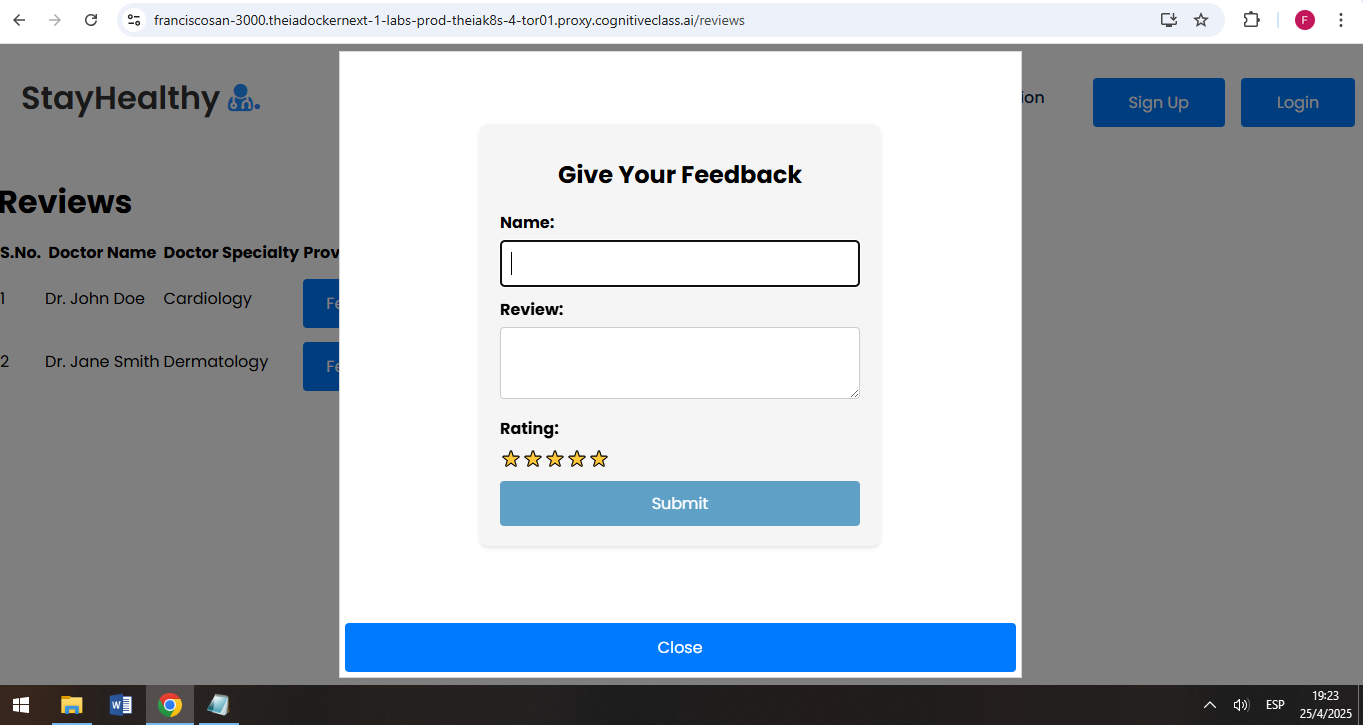 franciscosan-3000.theiadockernext-1-labs-prod-theiak8s-4-tor01.proxy.cognitiveclass.ai/reviews
F
StayHealthy
ion
Sign Up
Login
Reviews
S.No. Doctor Name Doctor Specialty Prov
1 Dr. John Doe Cardiology Fe
2 Dr. Jane Smith Dermatology Fe
Give Your Feedback
Name:
Review:
Rating:
Submit
Close
W
ESP
19:23
25/4/2025